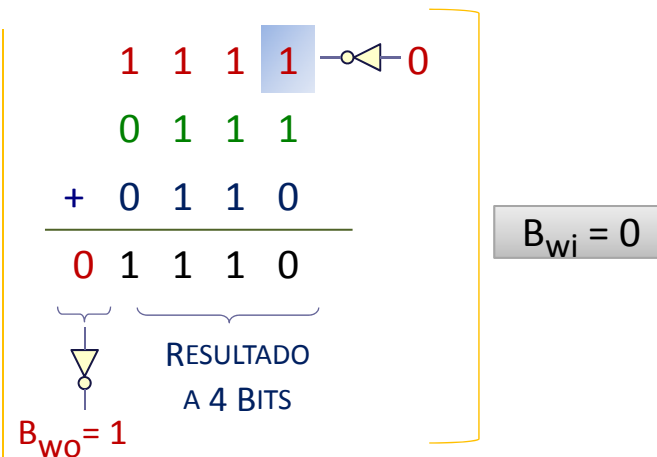 1 1 1 1 0
0 1 1 1
+ 0 1 1 0
0 1 1 1 0
B_wi = 0
RESULTADO
A 4 BITS
B_wo = 1